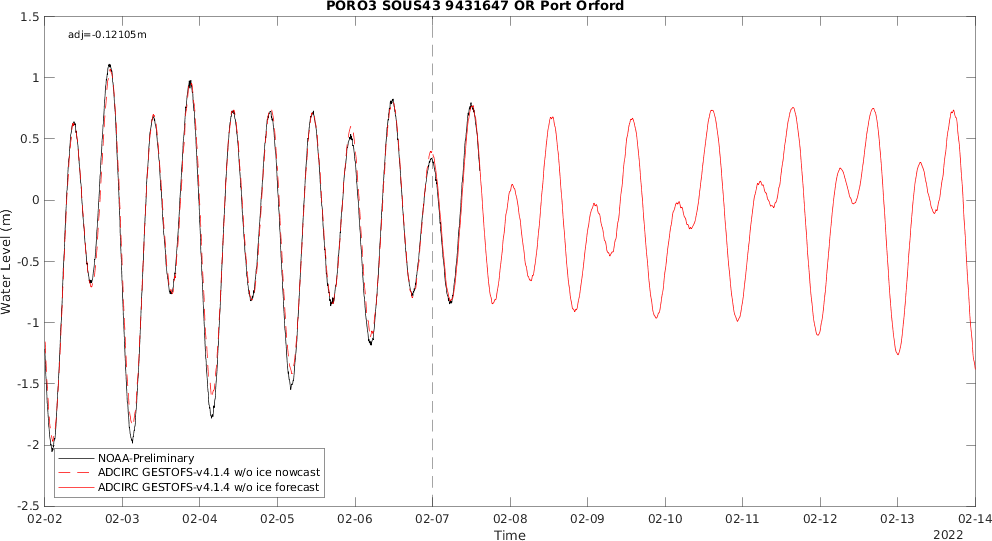 PORO3 SOUS43 9431647 OR Port Orford
adj=-0.12105m
1.5
1
0.5
0
-0.5
-1
-1.5
-2
-2.5
Water Level (m)
NOAA-Preliminary
ADCIRC GESTOFS-v4.1.4 w/o ice nowcast
ADCIRC GESTOFS-v4.1.4 w/o ice forecast
02-02 02-03 02-04 02-05 02-06 02-07 02-08 02-09 02-10 02-11 02-12 02-13 02-14
Time
2022